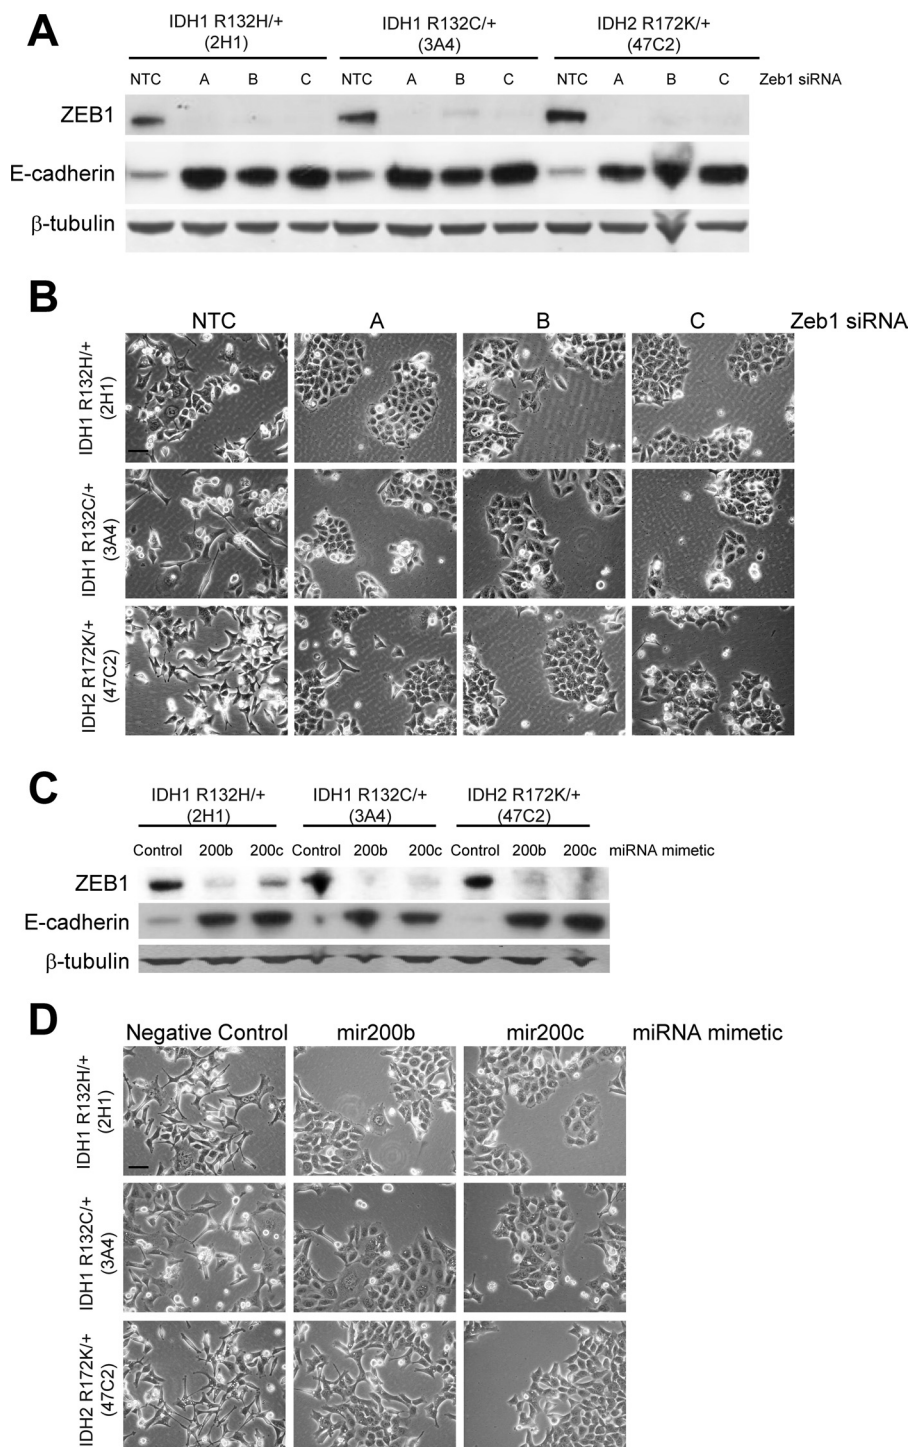 A
IDH1 R132H/+ IDH1 R132C/+ IDH2 R172K/+
(2H1) (3A4) (47C2)
NTC A B C NTC A B C NTC A B C Zeb1 siRNA
ZEB1
E-cadherin
β-tubulin
B
NTC A B C Zeb1 siRNA
IDH1 R132H/+
(2H1)
IDH1 R132C/+
(3A4)
IDH2 R172K/+
(47C2)
C
IDH1 R132H/+ IDH1 R132C/+ IDH2 R172K/+
(2H1) (3A4) (47C2)
Control 200b 200c Control 200b 200c Control 200b 200c miRNA mimetic
ZEB1
E-cadherin
β-tubulin
D
Negative Control mir200b mir200c miRNA mimetic
IDH1 R132H/+
(2H1)
IDH1 R132C/+
(3A4)
IDH2 R172K/+
(47C2)